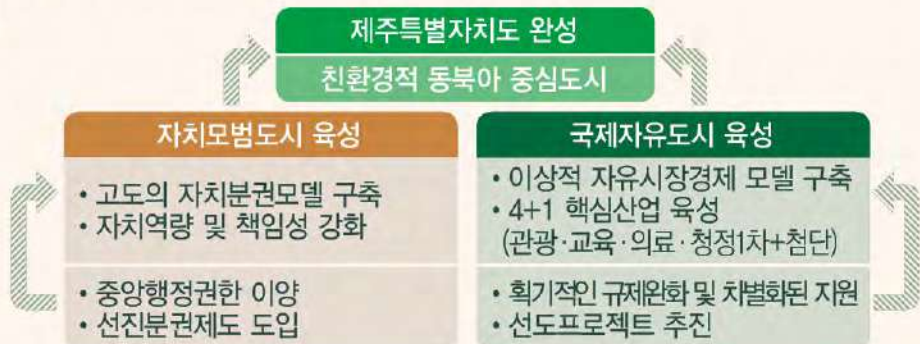 제주특별자치도 완성
친환경적 동북아 중심도시
자치모범도시 육성
• 고도의 자치분권모델 구축
• 자치역량 및 책임성 강화
• 중앙행정권한 이양
• 선진분권제도 도입
국제자유도시 육성
• 이상적 자유시장경제 모델 구축
• 4+1 핵심산업 육성
(관광·교육·의료·청정1차+첨단)
• 획기적인 규제완화 및 차별화된 지원
• 선도프로젝트 추진